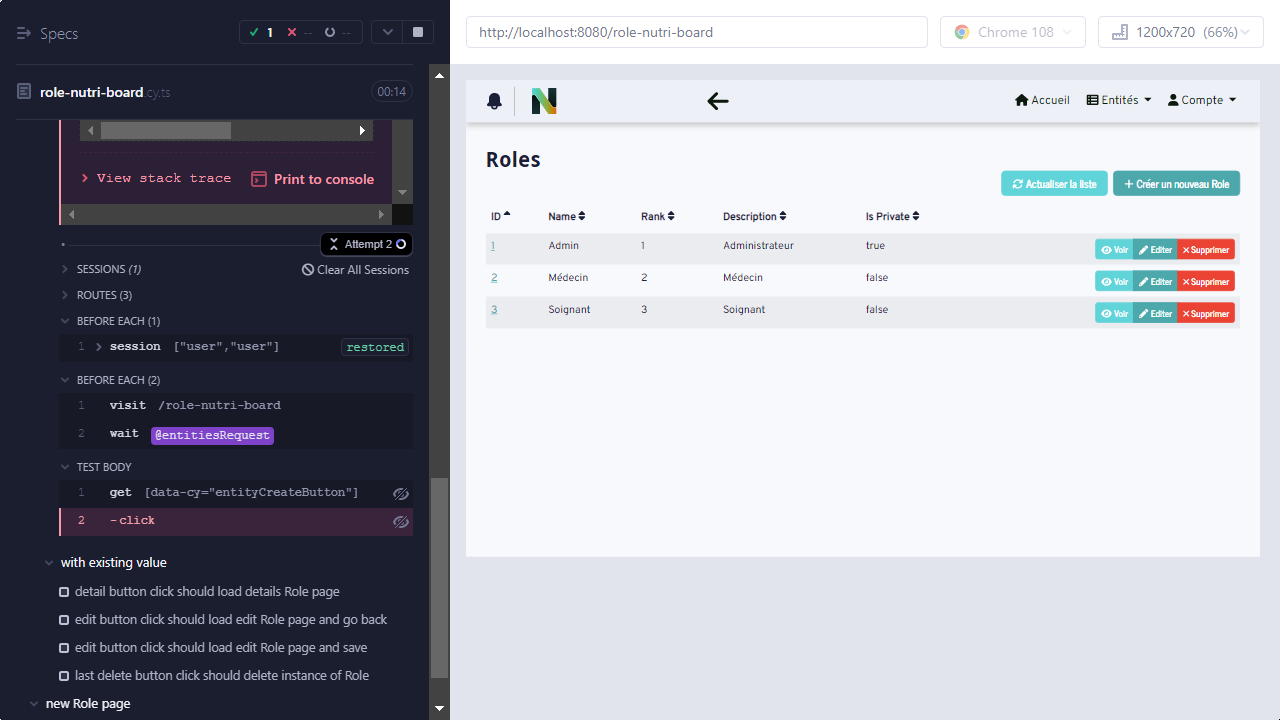 Specs
1
--
--
role-nutri-board.cy.ts
00:14
> View stack trace
Print to console
Attempt 2
SESSIONS (1)
Clear All Sessions
ROUTES (3)
BEFORE EACH (1)
1 session ["user","user"] restored
BEFORE EACH (2)
1 visit /role-nutri-board
2 wait @entitiesRequest
TEST BODY
1 get [data-cy="entityCreateButton"]
2 -click
with existing value
detail button click should load details Role page
edit button click should load edit Role page and go back
edit button click should load edit Role page and save
last delete button click should delete instance of Role
new Role page
http://localhost:8080/role-nutri-board
Chrome 108
1200x720 (66%)
N
Accueil
Entités
Compte
Roles
Actualiser la liste
Créer un nouveau Role
ID Name Rank Description Is Private
1 Admin 1 Administrateur true Voir Editer Supprimer
2 Médecin 2 Médecin false Voir Editer Supprimer
3 Soignant 3 Soignant false Voir Editer Supprimer